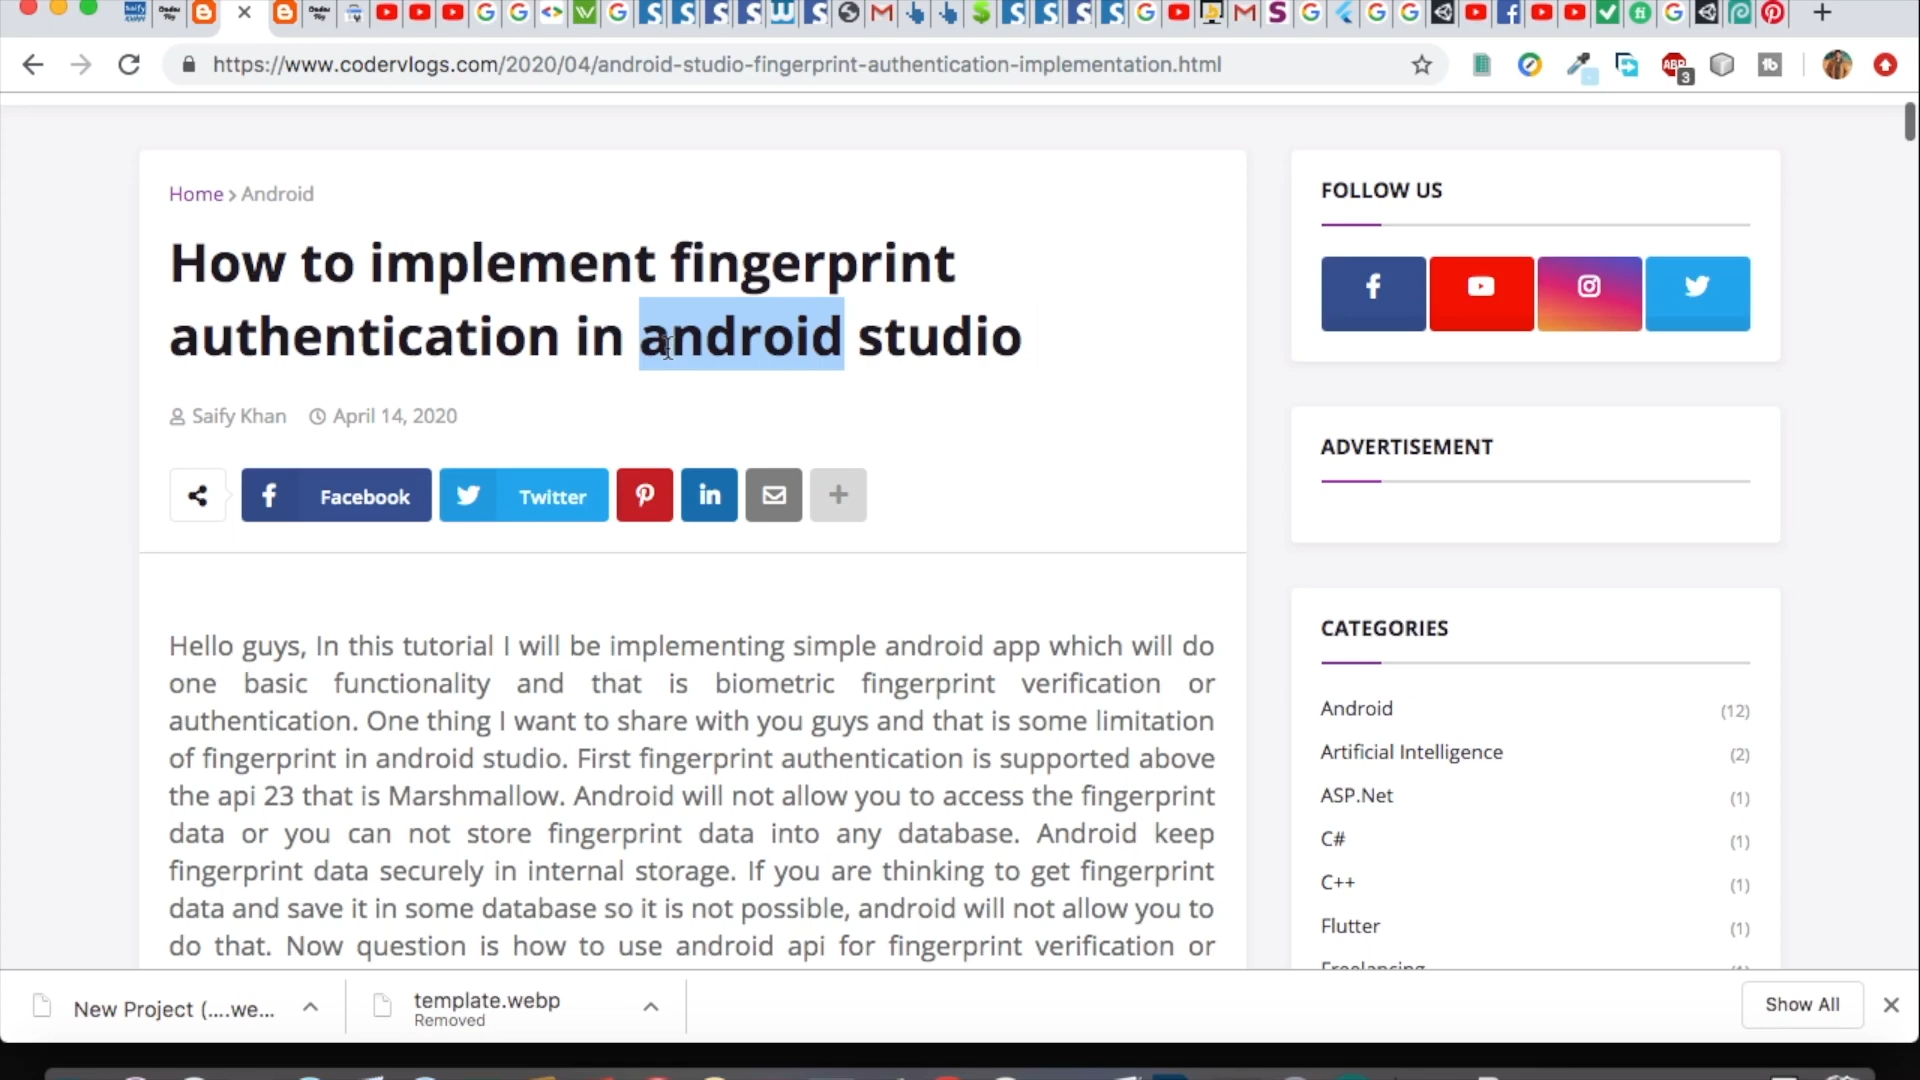 https://www.codervlogs.com/2020/04/android-studio-fingerprint-authentication-implementation.html
ABP
3
Home > Android
How to implement fingerprint
authentication in android studio
Saify Khan April 14, 2020
Facebook
Twitter
in
Hello guys, In this tutorial I will be implementing simple android app which will do
one basic functionality and that is biometric fingerprint verification or
authentication. One thing I want to share with you guys and that is some limitation
of fingerprint in android studio. First fingerprint authentication is supported above
the api 23 that is Marshmallow. Android will not allow you to access the fingerprint
data or you can not store fingerprint data into any database. Android keep
fingerprint data securely in internal storage. If you are thinking to get fingerprint
data and save it in some database so it is not possible, android will not allow you to
do that. Now question is how to use android api for fingerprint verification or
FOLLOW US
ADVERTISEMENT
CATEGORIES
Android (12)
Artificial Intelligence (2)
ASP.Net (1)
C# (1)
C++ (1)
Flutter (1)
Freelancing
New Project (....we...
template.webp
Removed
Show All